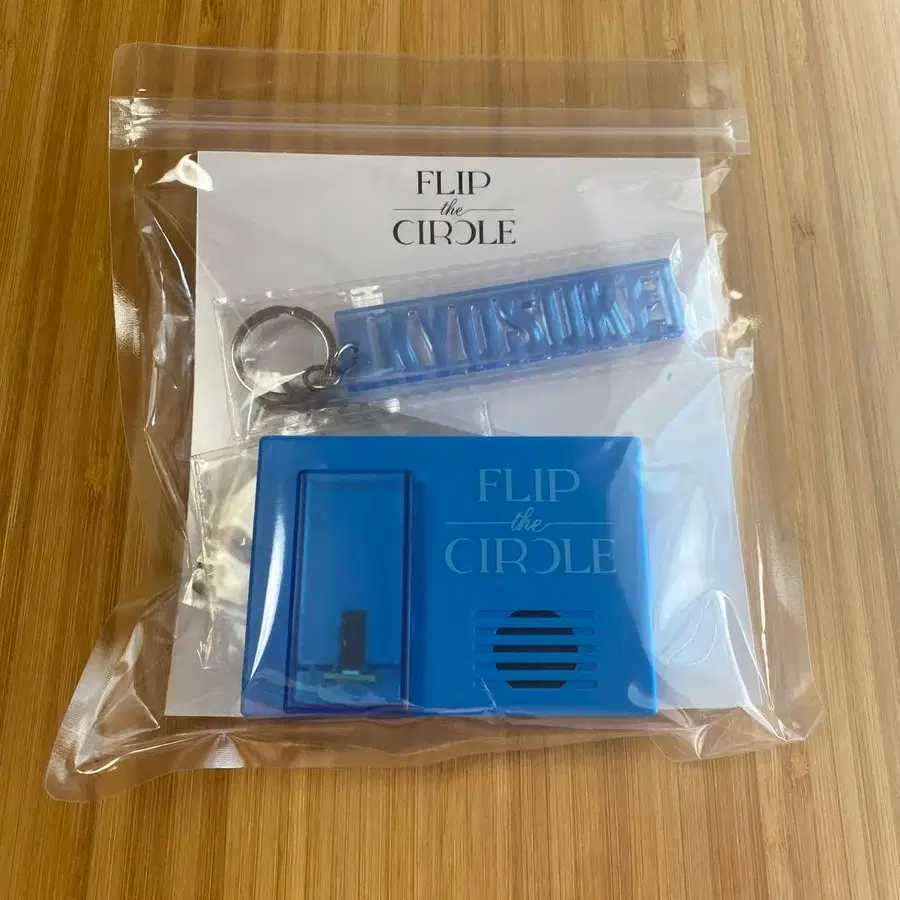 FLIP
the
CIRCLE
KYOSUKE
FLIP
the
CIRCLE